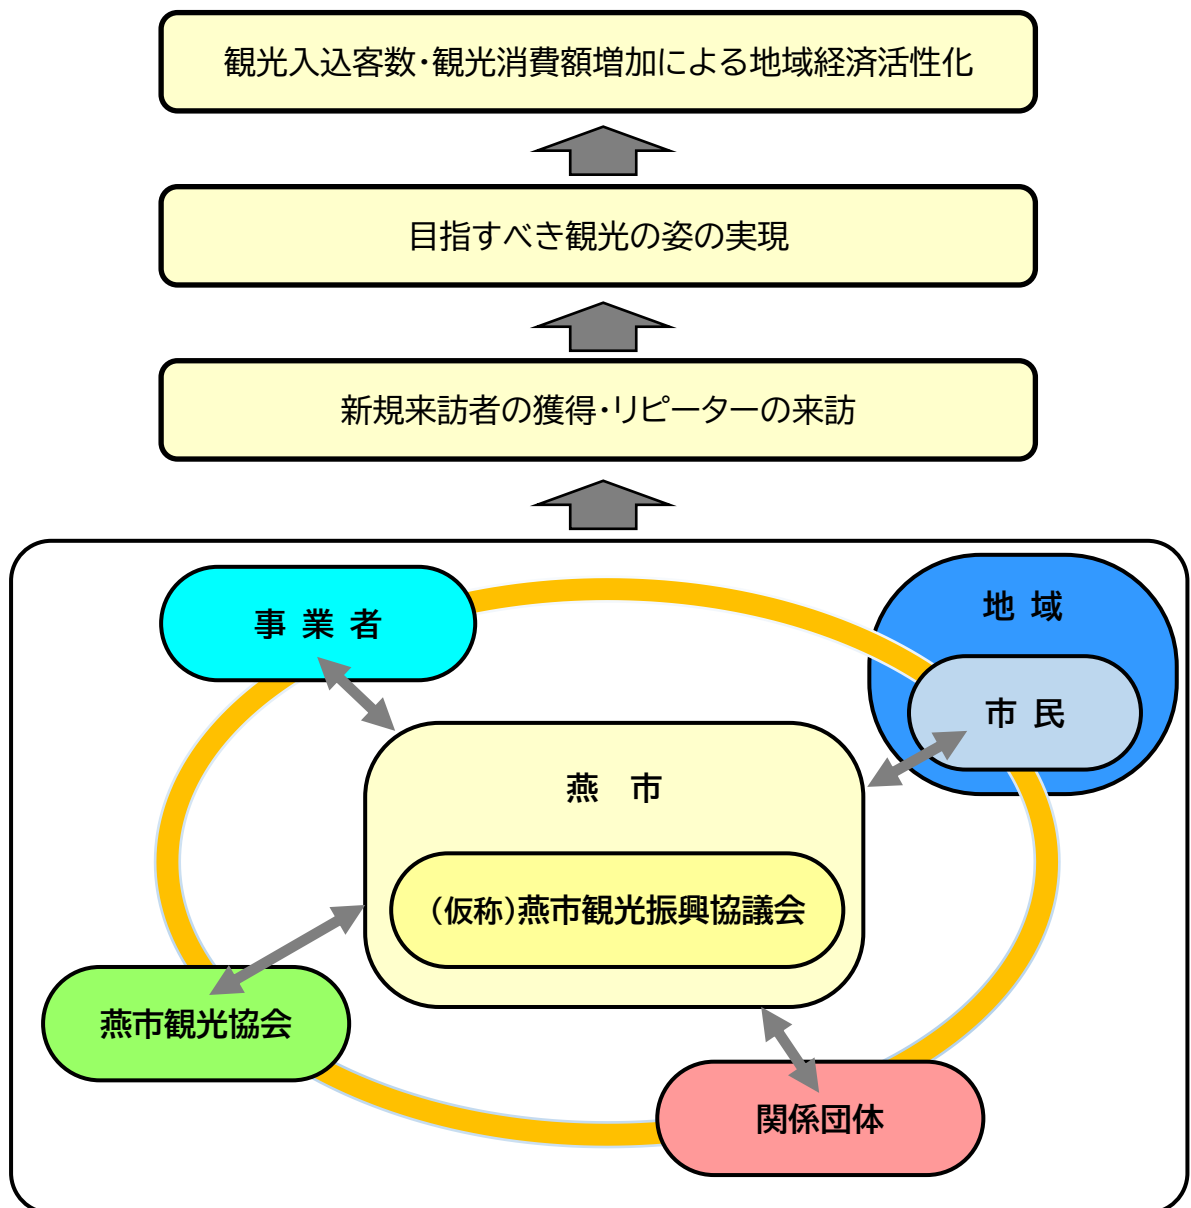 観光入込客数・観光消費額増加による地域経済活性化
目指すべき観光の姿の実現
新規来訪者の獲得・リピーターの来訪
事 業 者
地 域
市 民
燕　市
（仮称）燕市観光振興協議会
燕市観光協会
関係団体